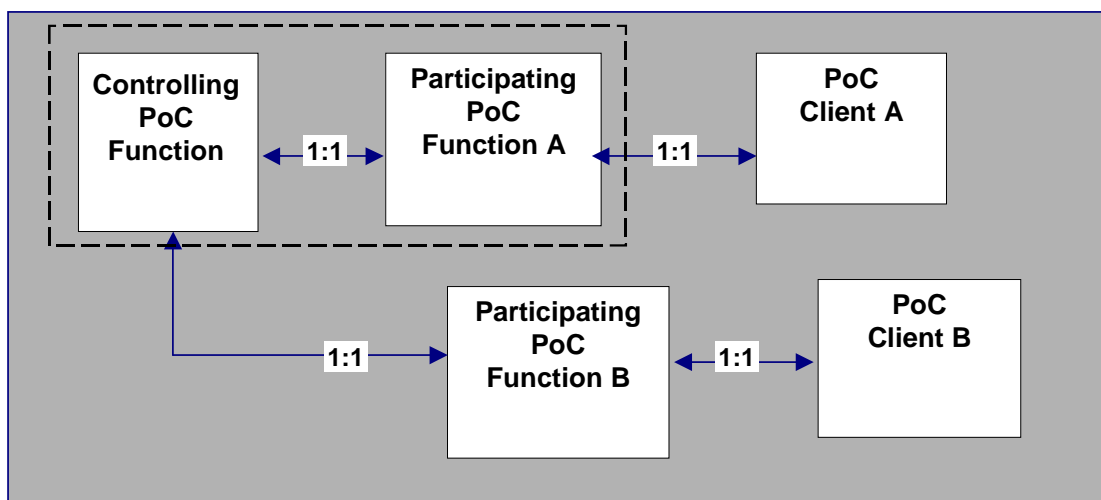 Controlling
PoC
Function
1:1
Participating
PoC
Function A
1:1
PoC
Client A
1:1
Participating
PoC
Function B
1:1
PoC
Client B